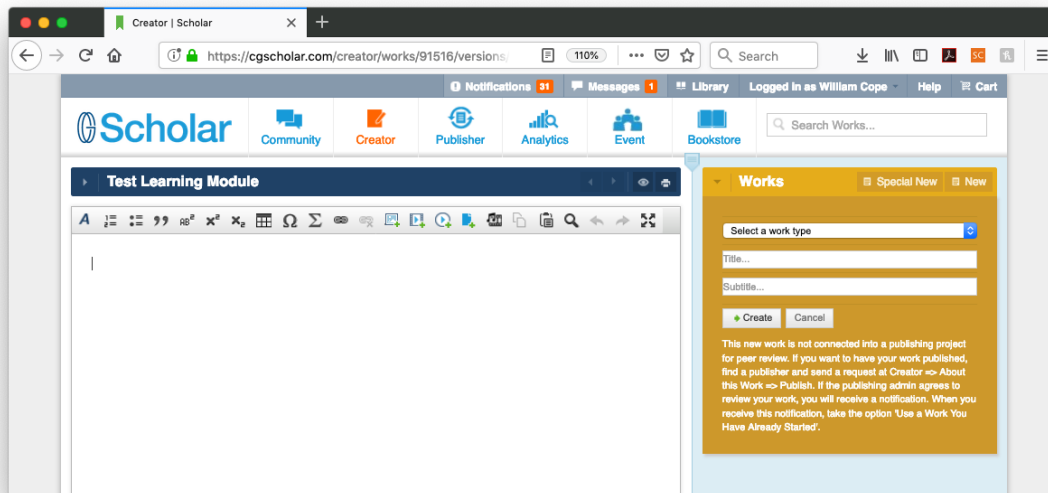 Creator | Scholar
https://cgscholar.com/creator/works/91516/versions/
110%
Search
SC
Notifications 31
Messages 1
Library
Logged in as William Cope
Help
Cart
CGScholar
Community
Creator
Publisher
Analytics
Event
Bookstore
Search Works...
Test Learning Module
Works
Special New
New
Select a work type
Title...
Subtitle...
Create
Cancel
This new work is not connected into a publishing project
for peer review. If you want to have your work published,
find a publisher and send a request at Creator => About
this Work => Publish. If the publishing admin agrees to
review your work, you will receive a notification. When you
receive this notification, take the option 'Use a Work You
Have Already Started'.